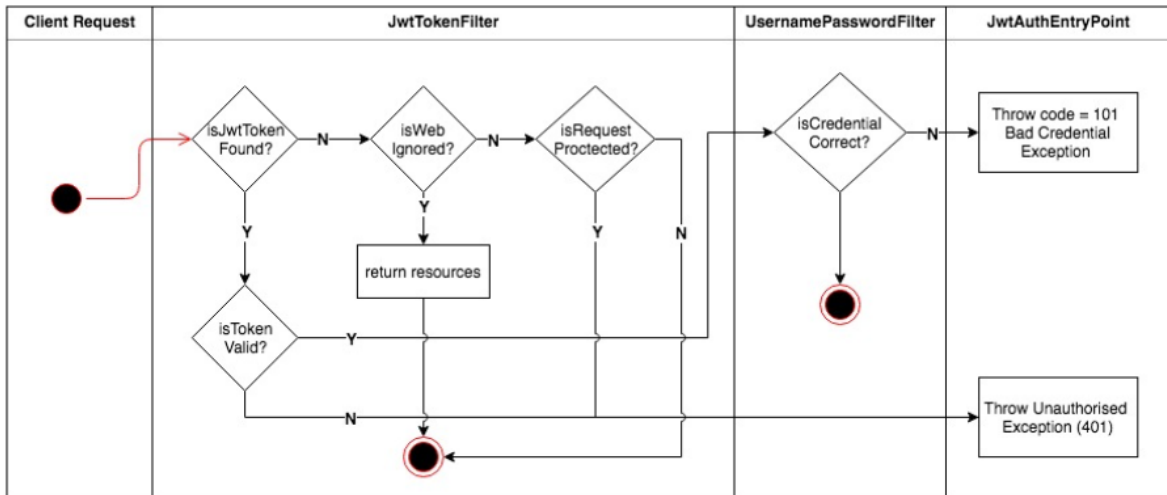 Client Request
JwtTokenFilter
UsernamePasswordFilter
JwtAuthEntryPoint
isJwtToken
Found?
N
isWeb
Ignored?
N
isRequest
Proctected?
isCredential
Correct?
N
Throw code = 101
Bad Credential
Exception
Y
Y
Y
N
return resources
isToken
Valid?
Y
N
Throw Unauthorised
Exception (401)